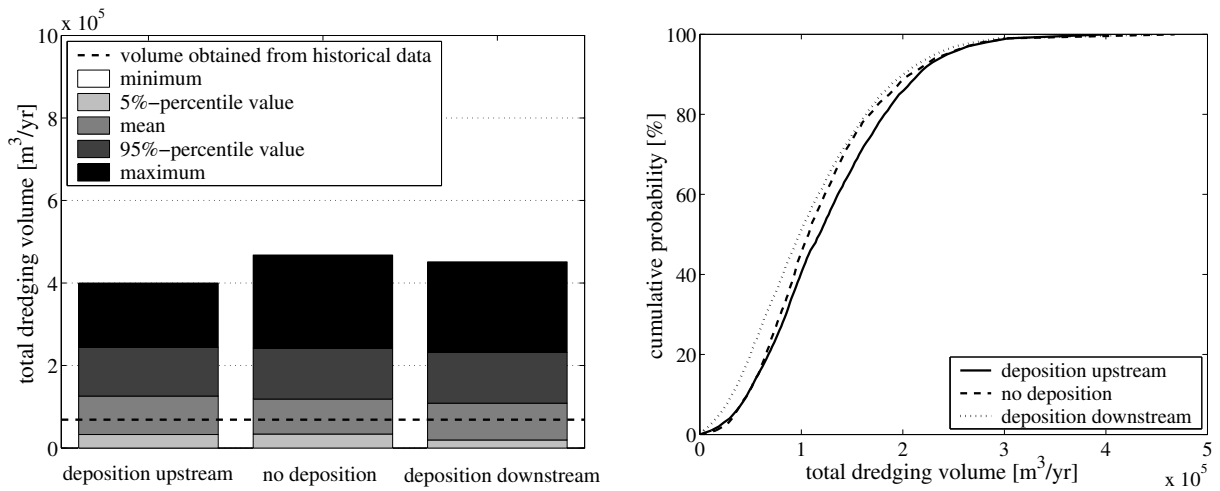 x 10^5
10
8
6
4
2
0
total dredging volume [m^3/yr]
volume obtained from historical data
minimum
5%−percentile value
mean
95%−percentile value
maximum
deposition upstream
no deposition
deposition downstream
100
80
60
40
20
0
cumulative probability [%]
deposition upstream
no deposition
deposition downstream
0
1
2
3
4
5
total dredging volume [m^3/yr]
x 10^5